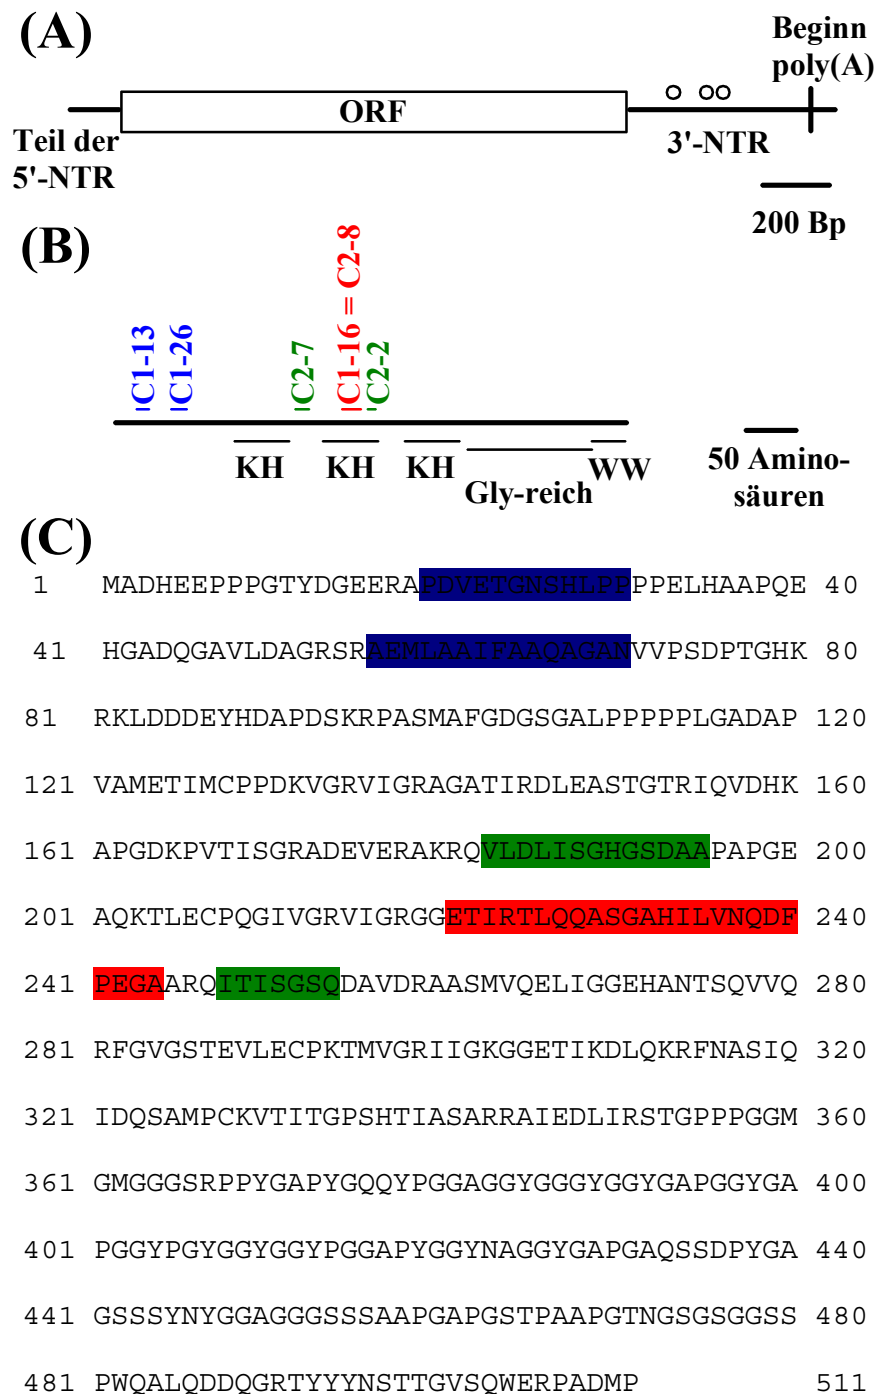 (A)
Beginn
poly(A)
ORF
Teil der
5'-NTR
3'-NTR
200 Bp
(B)
C1-13
C1-26
C2-7
C1-16 = C2-8
C2-2
KH
KH
KH
Gly-reich
WW
50 Amino-
säuren
(C)
1 MADHEEPPPGTYDGEERAPDVETGNSHLPPPPELHAAPQE 40
41 HGADQGAVLDAGRSRAEMLAAIFAAQAGANVVPSDPTGHK 80
81 RKLDDDEYHDAPDSKRPASMAFGDGSGALPPPPPLGADAP 120
121 VAMETIMCPPDKVGRVIGRAGATIRDLEASTGTRIQVDHK 160
161 APGDKPVTISGRADEVERAKRQVLDLISGHGSDAAPAPGE 200
201 AQKTLECPQGIVGRVIGRGGETIRTLQQASGAHILVNQDF 240
241 PEGAARQITISGSQDAVDRAASMVQELIGGEHANTSQVVQ 280
281 RFGVGSTEVLECPKTMVGRIIGKGGETIKDLQKRFNASIQ 320
321 IDQSAMPCKVTITGPSHTIASARRAIEDLIRSTGPPPGGM 360
361 GMGGGSRPPYGAPYGQQYPGGAGGYGGGYGGYGAPGGYGA 400
401 PGGYPGYGGYGGYPGGAPYGGYNAGGYGAPGAQSSDPYGA 440
441 GSSSYNYGGAGGGSSSAAPGAPGSTPAAPGTNGSGSGGSS 480
481 PWQALQDDQGRTYYYNSTTGVSQWERPADMP 511